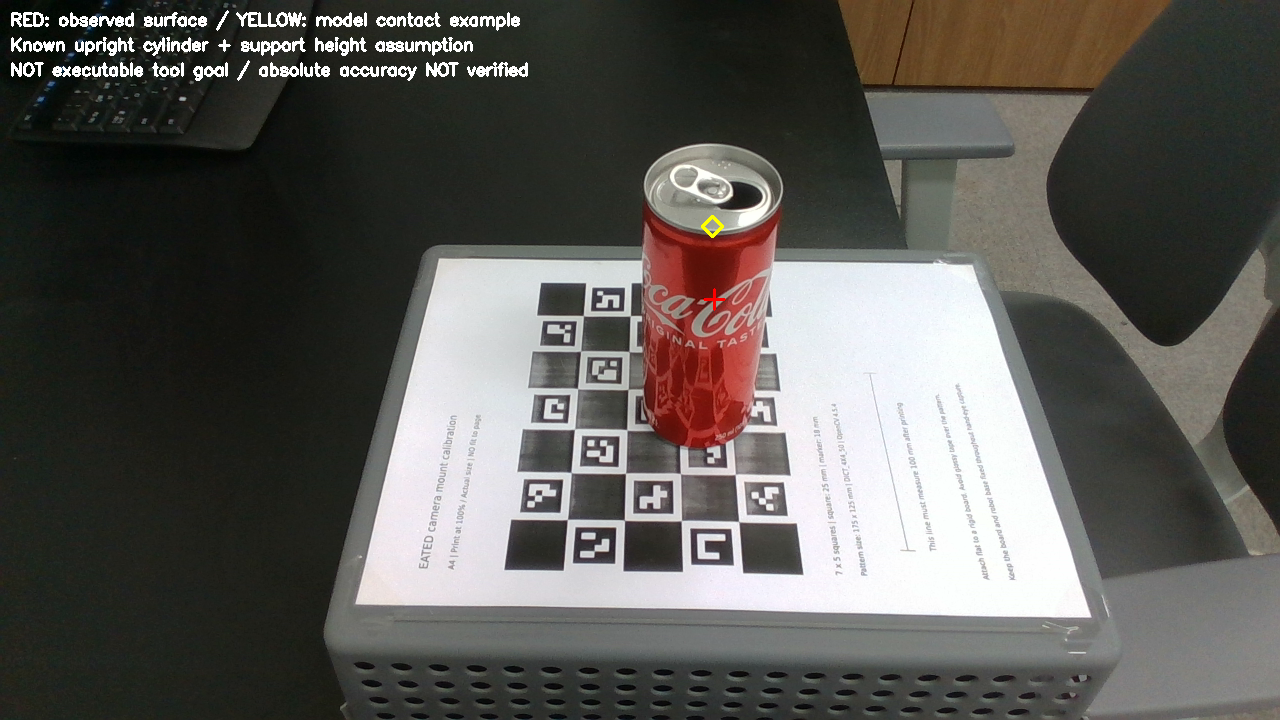 RED: observed surface / YELLOW: model contact example
Known upright cylinder + support height assumption
NOT executable tool goal / absolute accuracy NOT verified
Coca-Cola
ORIGINAL TASTE
EATED camera mount calibration
A4 | Print at 100% / Actual size | NO fit to page
7 x 5 squares | square: 25 mm | marker: 18 mm
Pattern size: 175 x 125 mm | DICT_4X4_50 | OpenCV 4.5.4
This line must measure 100 mm after printing
Attach flat to a rigid board. Avoid glossy tape over the pattern.
Keep the board and robot base fixed throughout hand-eye capture.